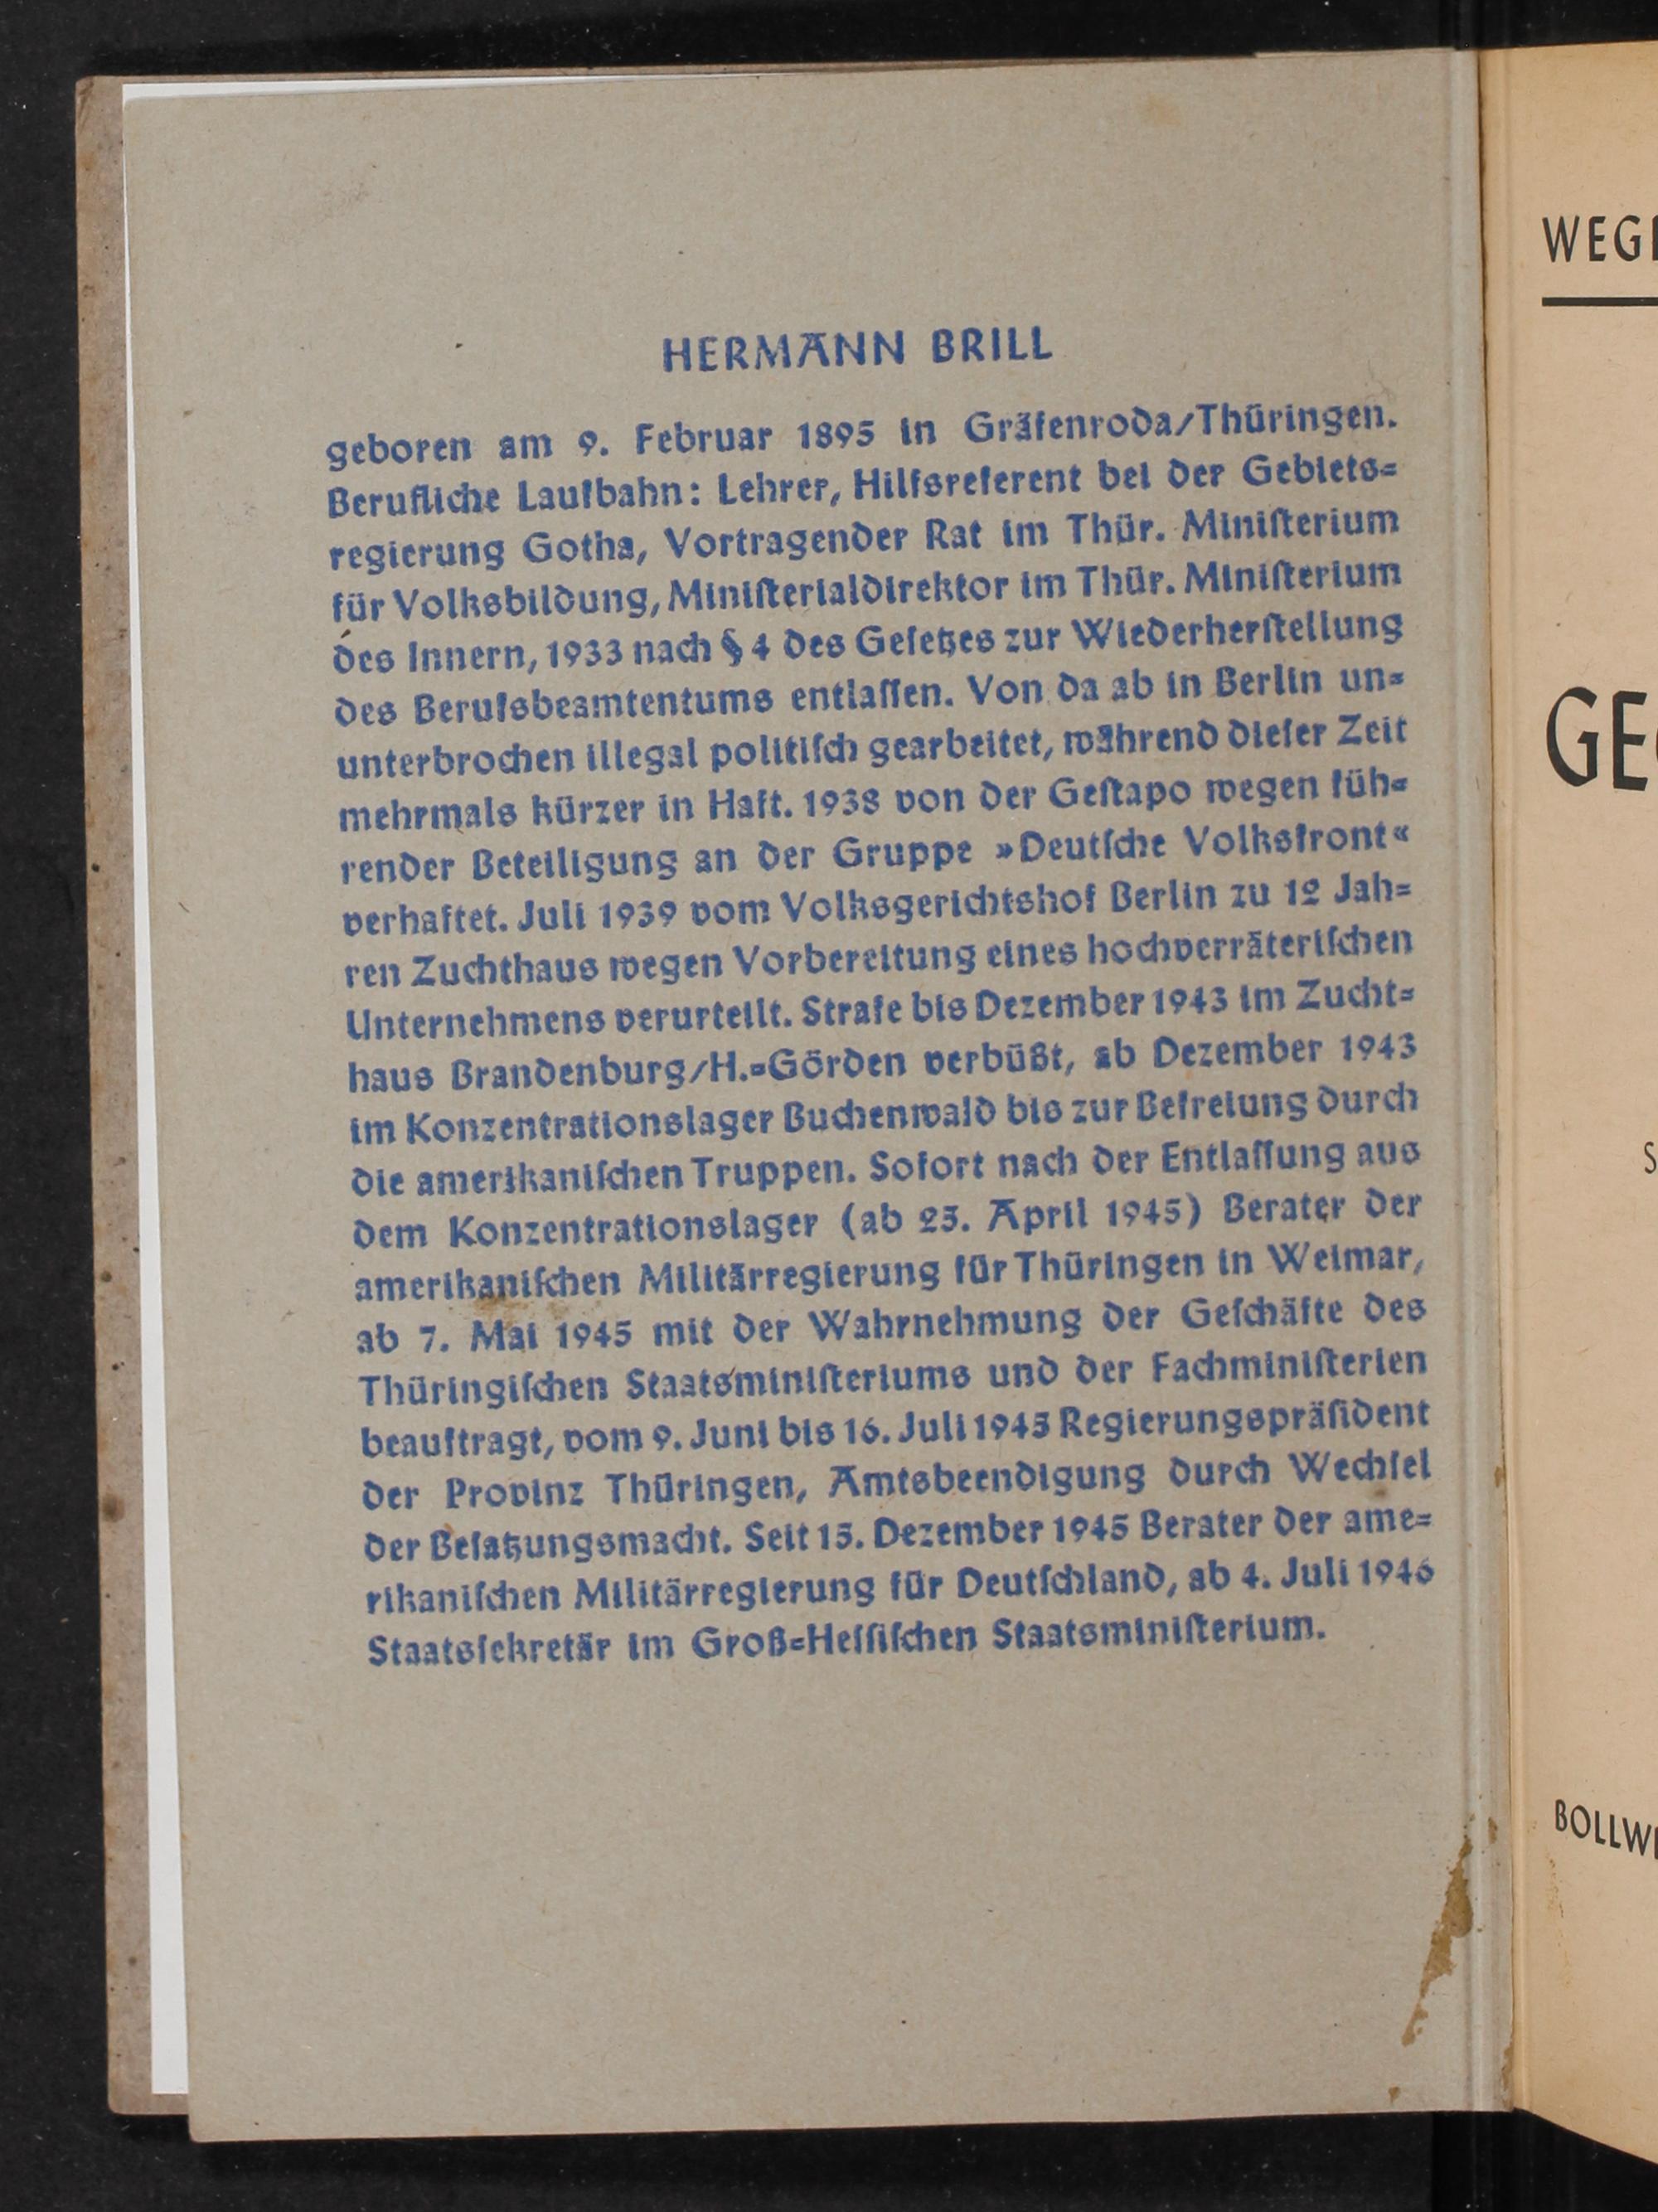 HERMANN BRILL
geboren am 9. Februar 1895 in Gräfenroda/Thüringen.
Berufliche Laufbahn: Lehrer, Hilfsreferent bei der Gebiets=
regierung Gotha, Vortragender Rat im Thür. Miniſterium
für Volksbildung, Miniſterialdirektor im Thür. Miniſterium
des Innern, 1933 nach § 4 des Geſetzes zur Wiederherſtellung
des Berufsbeamtentums entlaſſen. Von da ab in Berlin un=
unterbrochen illegal politiſch gearbeitet, während dieſer Zeit
mehrmals kürzer in Haft. 1938 von der Geſtapo wegen füh=
render Beteiligung an der Gruppe »Deutſche Volksfront«
verhaftet. Juli 1939 vom Volksgerichtshof Berlin zu 12 Jah=
ren Zuchthaus wegen Vorbereitung eines hochverräteriſchen
Unternehmens verurteilt. Strafe bis Dezember 1943 im Zucht=
haus Brandenburg/H.=Görden verbüßt, ab Dezember 1943
im Konzentrationslager Buchenwald bis zur Befreiung durch
die amerikaniſchen Truppen. Sofort nach der Entlaſſung aus
dem Konzentrationslager (ab 25. April 1945) Berater der
amerikaniſchen Militärregierung für Thüringen in Weimar,
ab 7. Mai 1945 mit der Wahrnehmung der Geſchäfte des
Thüringiſchen Staatsminiſteriums und der Fachminiſterien
beauftragt, vom 9. Juni bis 16. Juli 1945 Regierungspräſident
der Provinz Thüringen, Amtsbeendigung durch Wechſel
der Beſatzungsmacht. Seit 15. Dezember 1945 Berater der ame=
rikaniſchen Militärregierung für Deutſchland, ab 4. Juli 1946
Staatsſekretär im Groß=Heſſiſchen Staatsminiſterium.